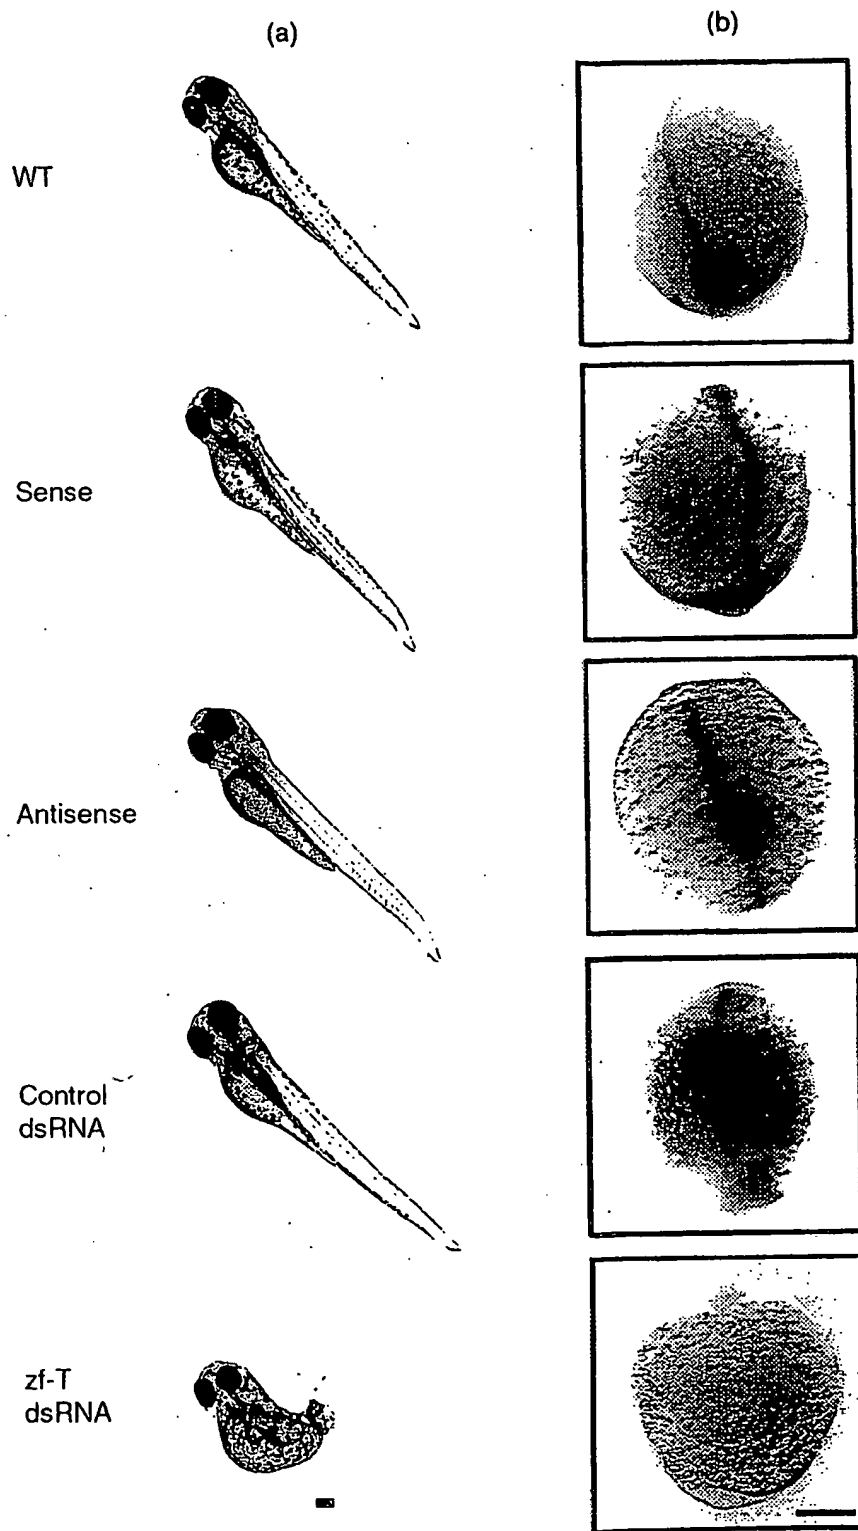 (a)
(b)
WT
Sense
Antisense
Control
dsRNA
zf-T
dsRNA